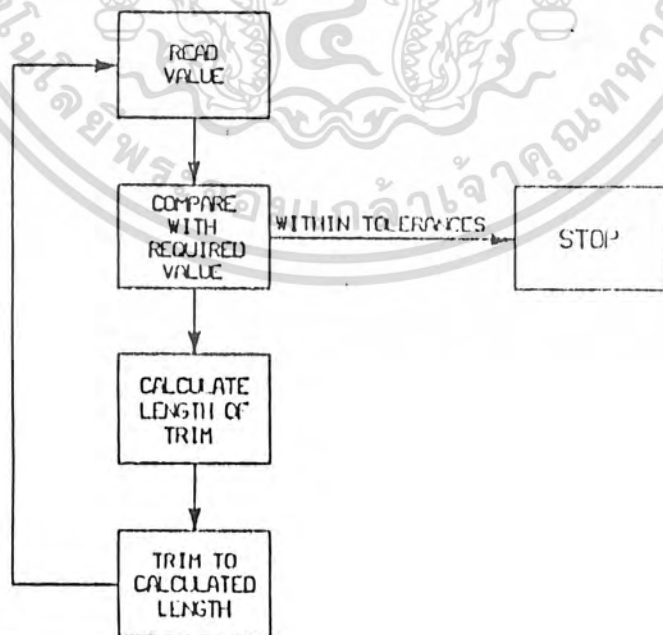 READ
VALUE
COMPARE
WITH
REQUIRED
VALUE
WITHIN TOLERANCES
STOP
CALCULATE
LENGTH OF
TRIM
TRIM TO
CALCULATED
LENGTH